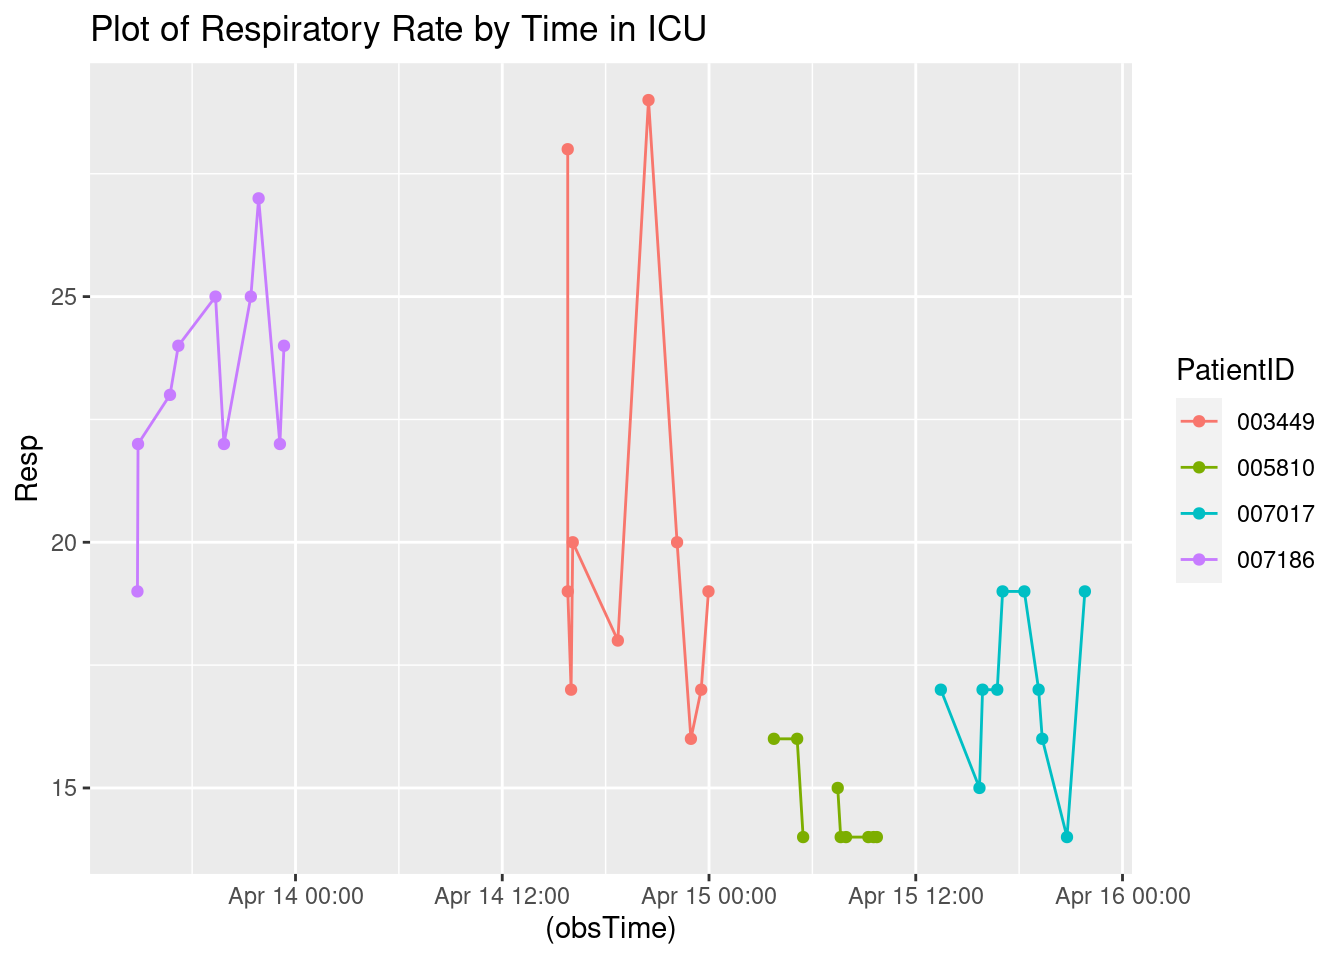 Plot of Respiratory Rate by Time in ICU
Resp
25
20
15
Apr 14 00:00
Apr 14 12:00
Apr 15 00:00
Apr 15 12:00
Apr 16 00:00
(obsTime)
PatientID
003449
005810
007017
007186